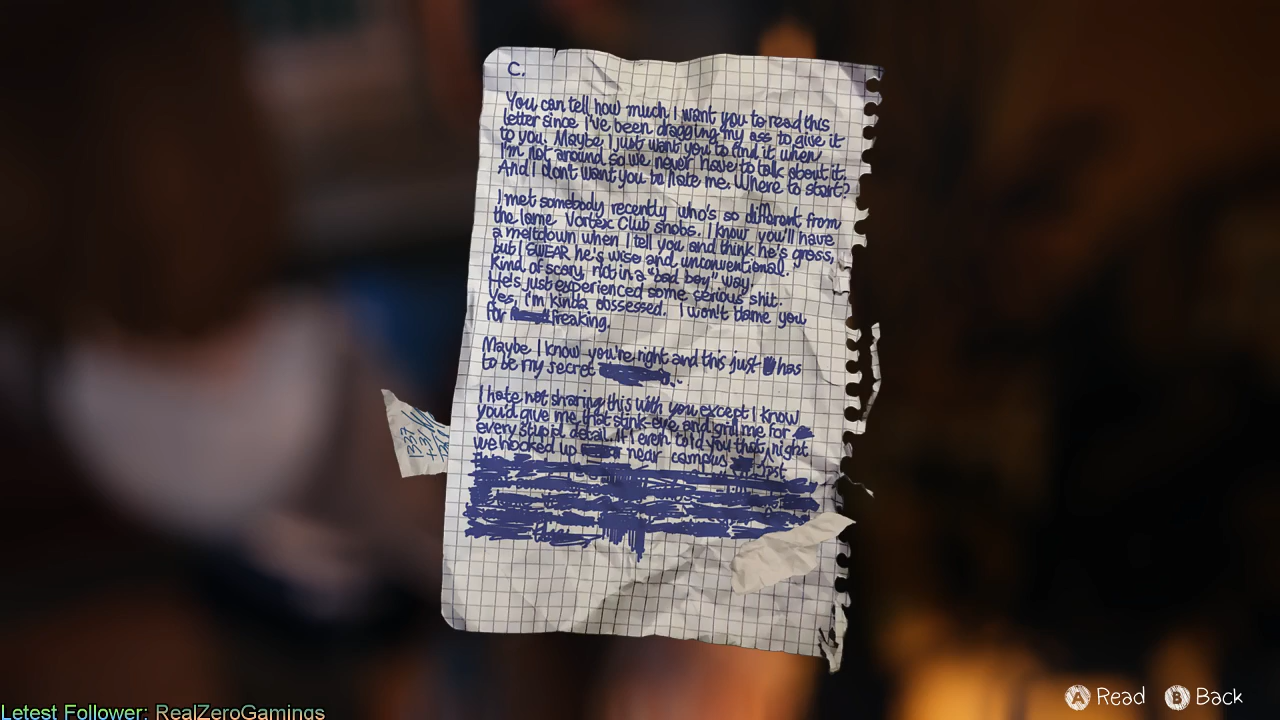 C.
You can tell how much I want you to read this
letter since I've been dragging my ass to give it
to you. Maybe I just want you to find it when
I'm not around so we never have to talk about it.
And I dont want you be hate me. Where to start?
I met somebody recently who's so different from
the lame Vortex Club snobs. I know you'll have
a meltdown when I tell you and think he's gross,
but I SWEAR he's wise and unconventional.
Kind of scary, not in a "bad boy" way.
He's just experienced some serious shit.
Yes, I'm kinda obssessed. I won't blame you
for freaking.
Maybe I know you're right and this just has
to be my secret
I hate not sharing this with you except I know
you'd give me that stink-eye, and grill me for
every stupid detail. If I even told you that night
we hooked up near campus just
A Read B Back
Letest Follower: RealZeroGamings